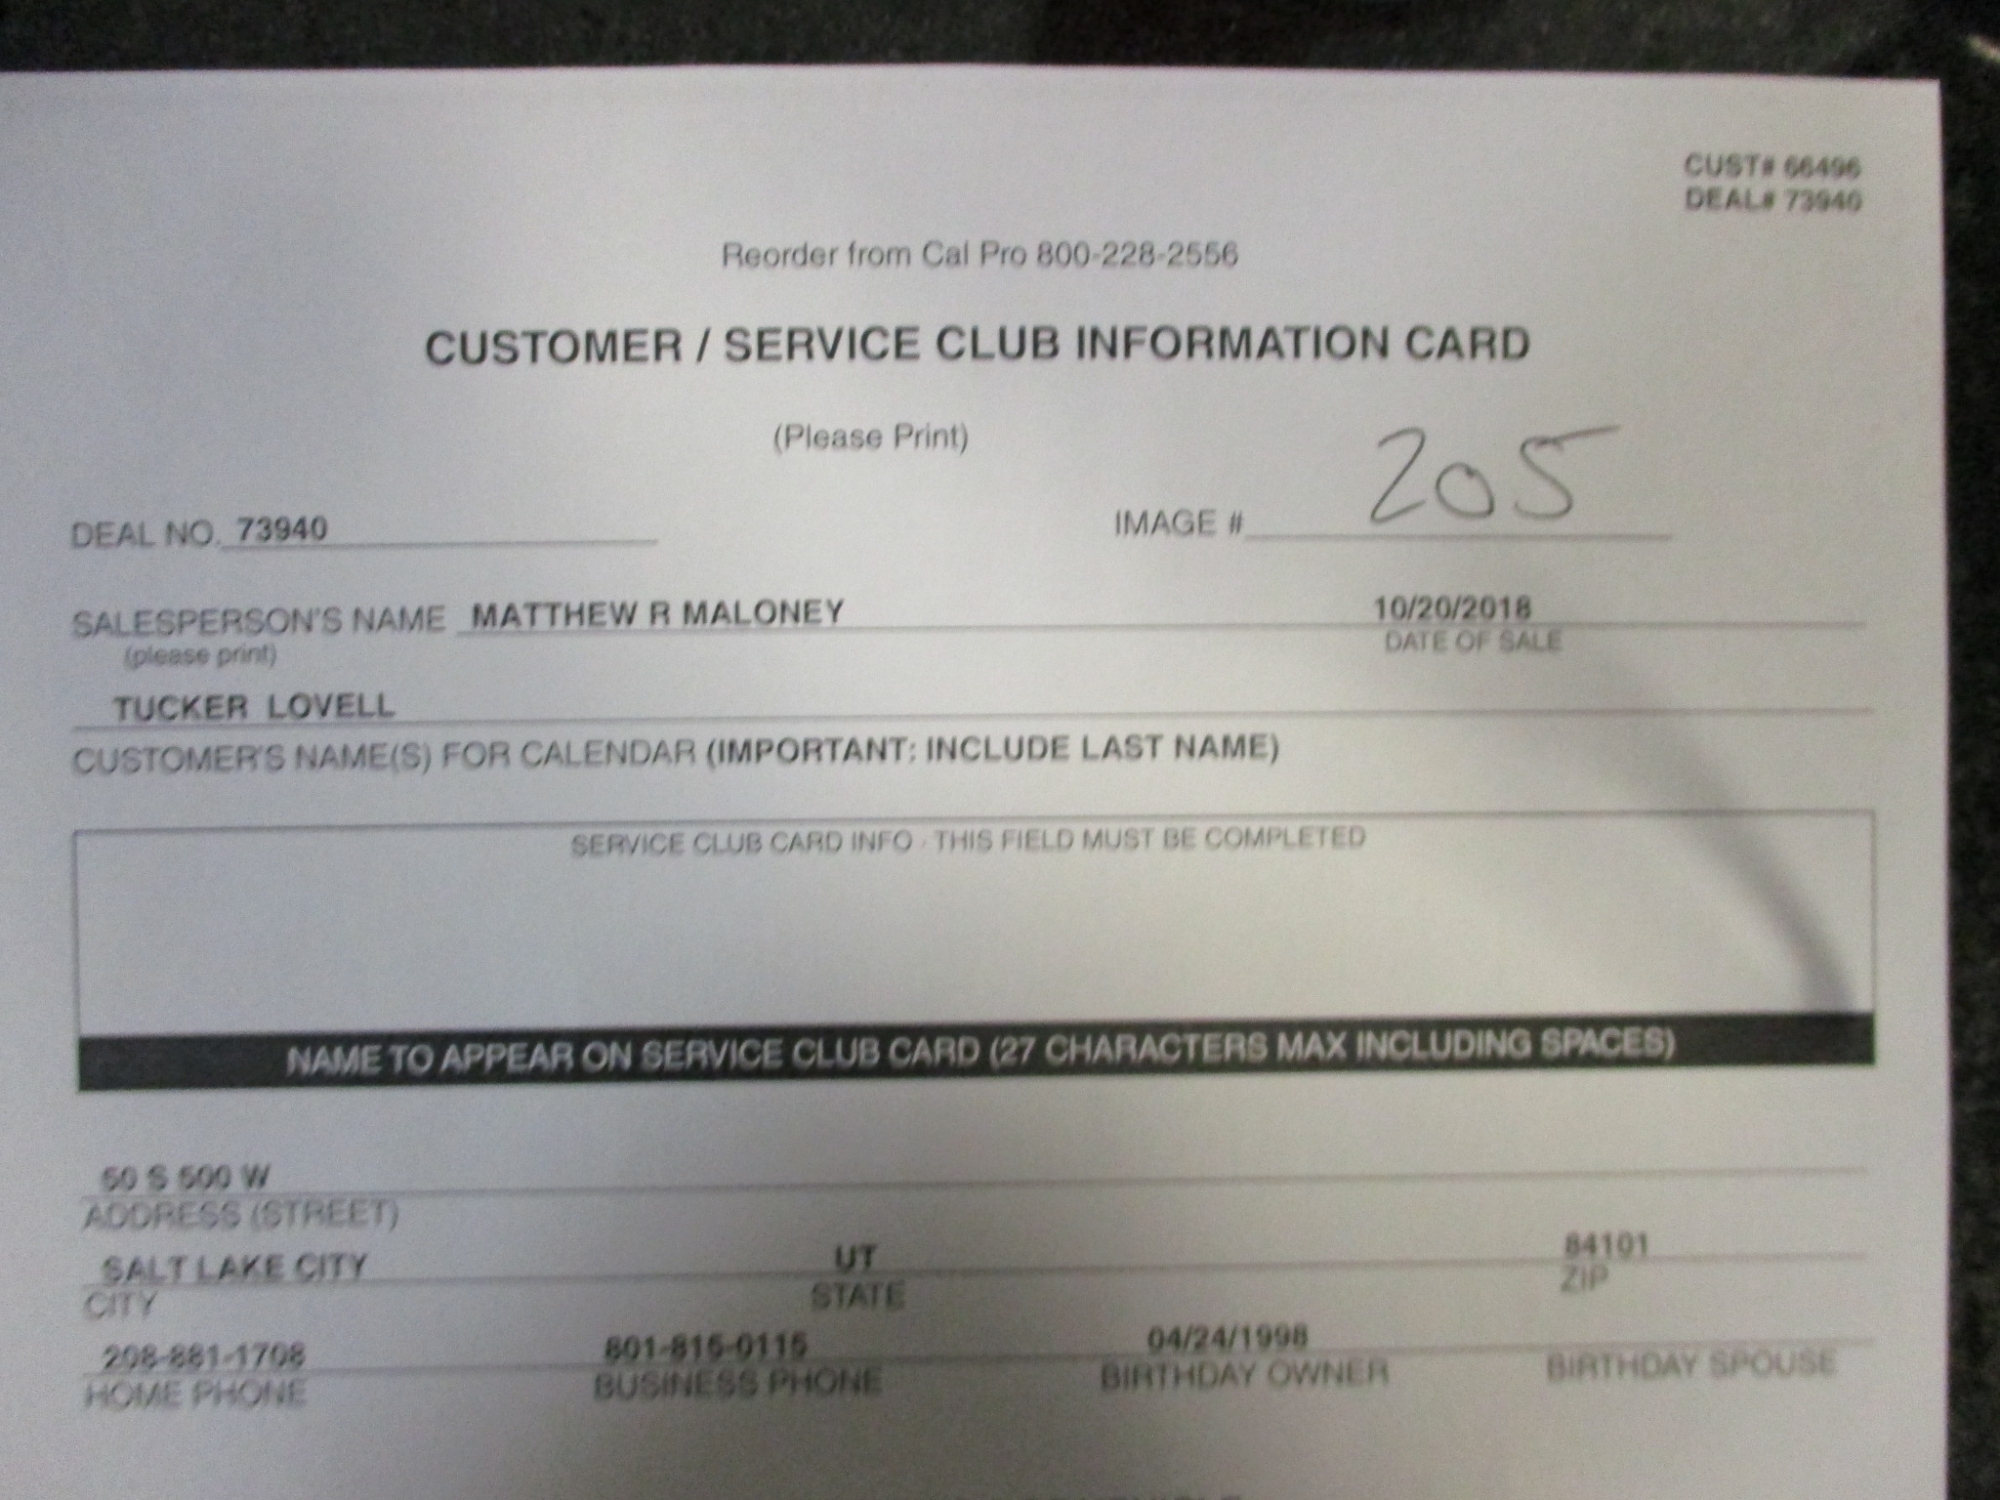 CUST# 66496
DEAL# 73940
Reorder from Cal Pro 800-228-2556
CUSTOMER / SERVICE CLUB INFORMATION CARD
(Please Print)
DEAL NO. 73940 IMAGE # 205
SALESPERSON'S NAME MATTHEW R MALONEY 10/20/2018
(please print) DATE OF SALE
TUCKER LOVELL
CUSTOMER'S NAME(S) FOR CALENDAR (IMPORTANT: INCLUDE LAST NAME)
SERVICE CLUB CARD INFO - THIS FIELD MUST BE COMPLETED
NAME TO APPEAR ON SERVICE CLUB CARD (27 CHARACTERS MAX INCLUDING SPACES)
50 S 500 W
ADDRESS (STREET)
SALT LAKE CITY UT 84101
CITY STATE ZIP
208-881-1708 801-815-0115 04/24/1998
HOME PHONE BUSINESS PHONE BIRTHDAY OWNER BIRTHDAY SPOUSE